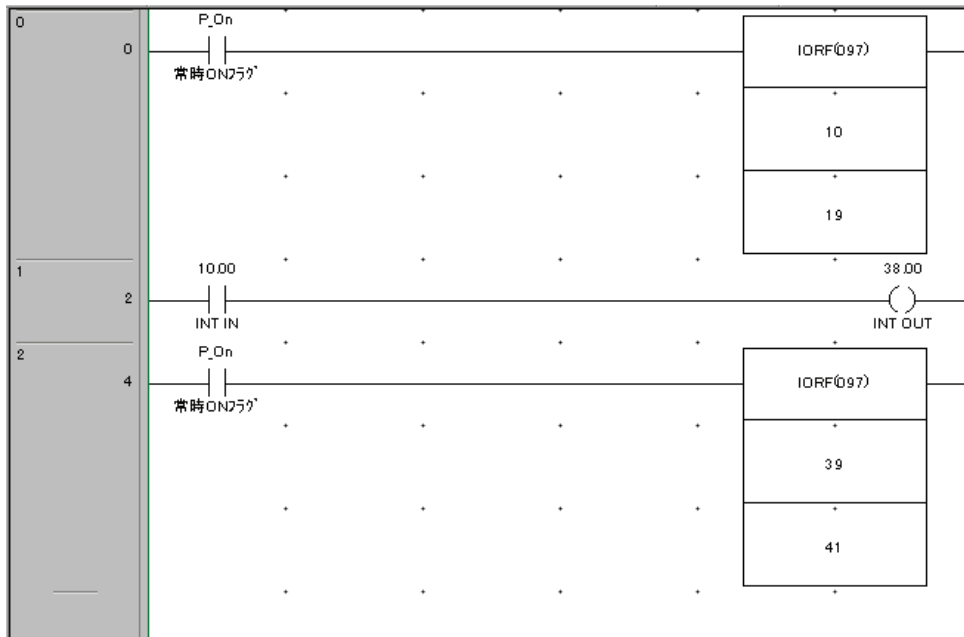 0
P_On
0
IORF(097)
常時ONﾌﾗｸﾞ
10
19
1
10.00
38.00
2
INT IN
INT OUT
2
P_On
4
IORF(097)
常時ONﾌﾗｸﾞ
39
41